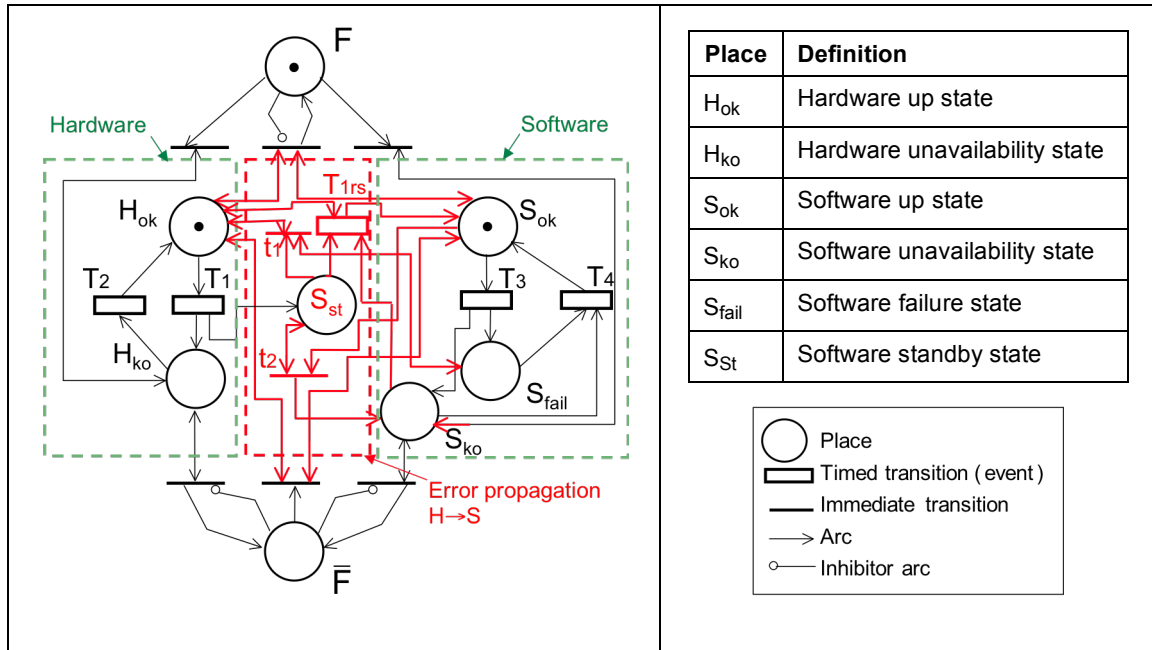 F
Hardware
Software
T1rs
Hok
Sok
t1
T2
T1
T3
T4
Sst
Hko
t2
Sfail
Sko
Error propagation
H→S
F̅
Place Definition
Hok Hardware up state
Hko Hardware unavailability state
Sok Software up state
Sko Software unavailability state
Sfail Software failure state
SSt Software standby state
Place
Timed transition (event)
Immediate transition
Arc
Inhibitor arc